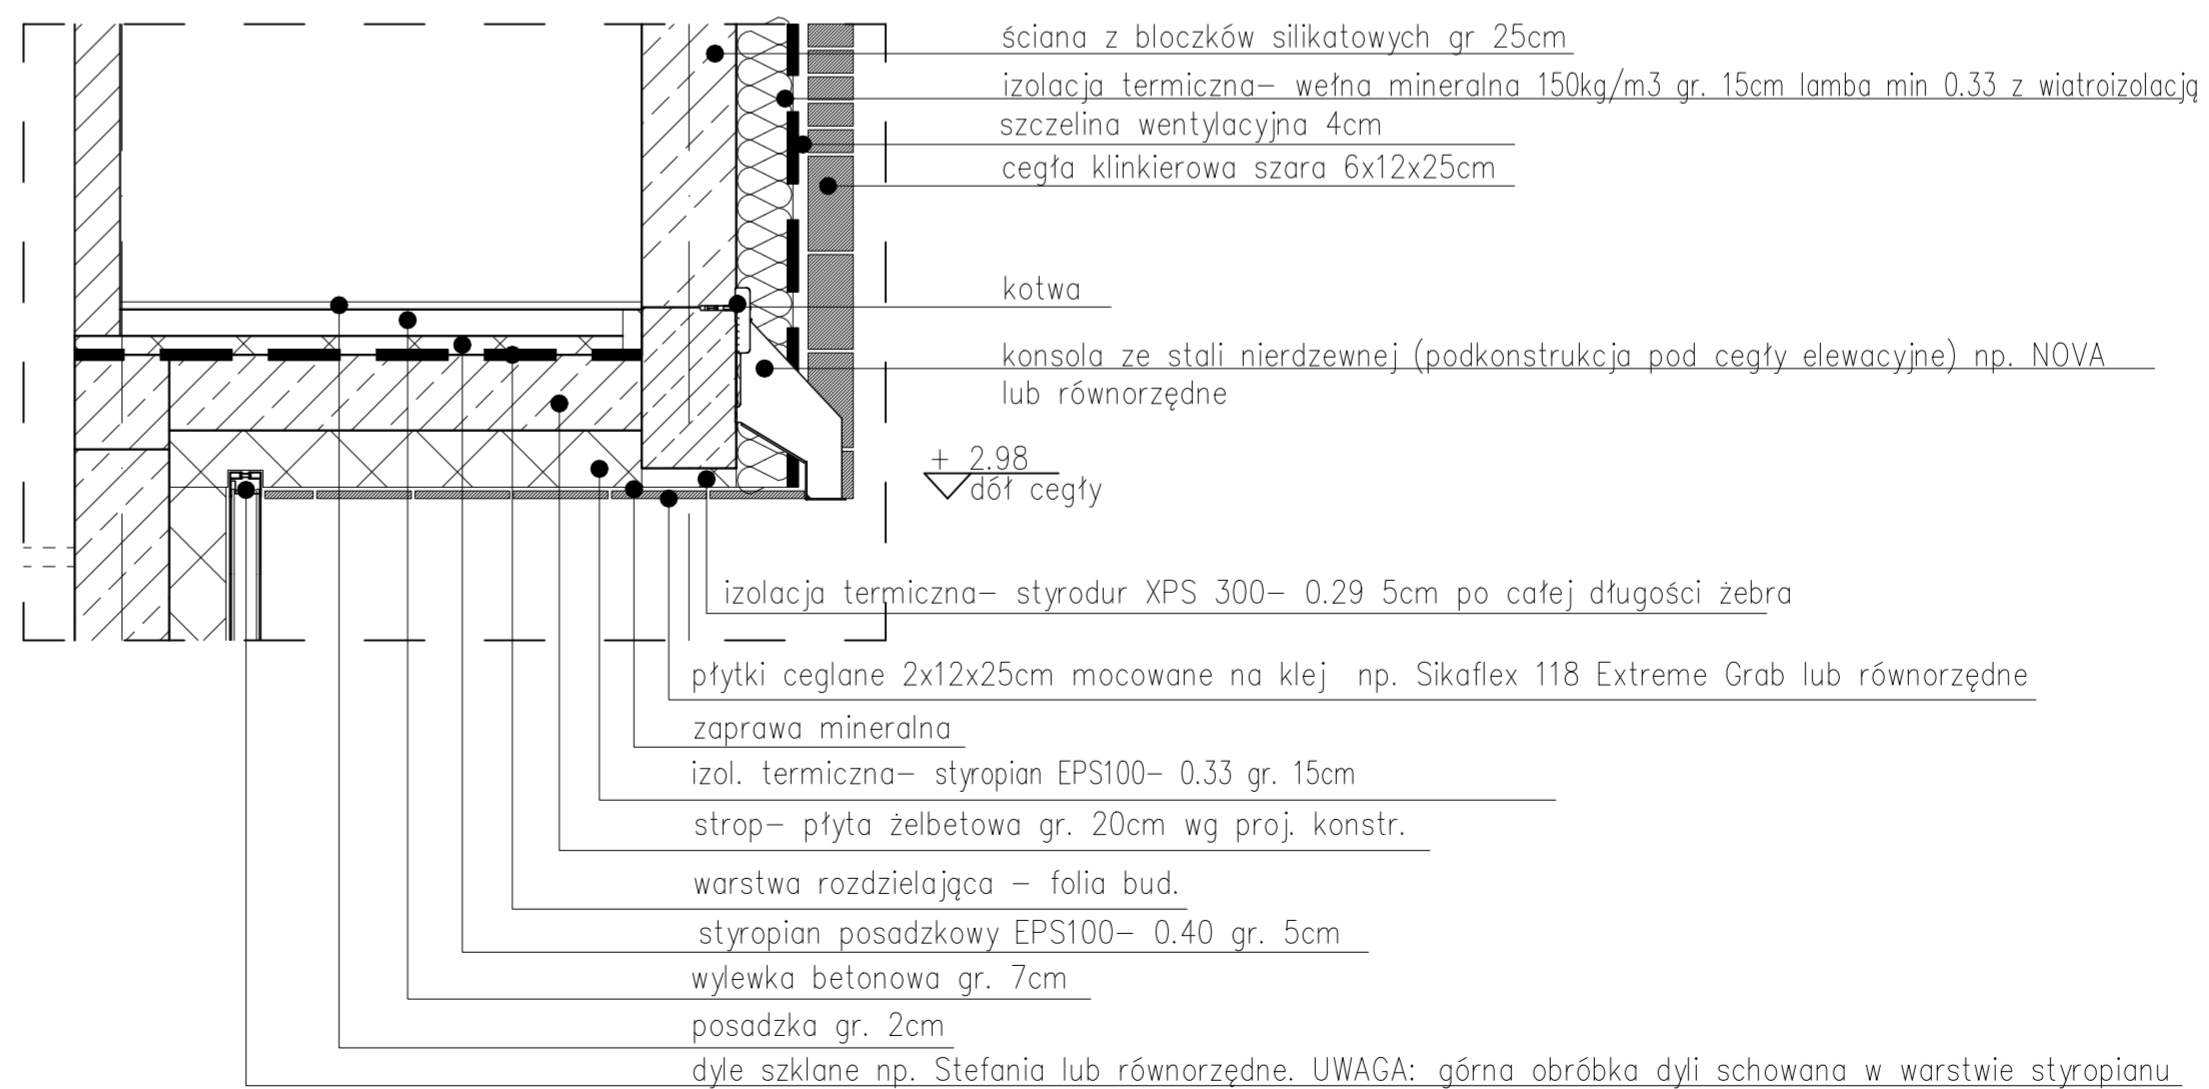 ściana z bloczków silikatowych gr 25cm
izolacja termiczna– wełna mineralna 150kg/m3 gr. 15cm lamba min 0.33 z wiatroizolacją
szczelina wentylacyjna 4cm
cegła klinkierowa szara 6x12x25cm
kotwa
konsola ze stali nierdzewnej (podkonstrukcja pod cegły elewacyjne) np. NOVA
lub równorzędne
+ 2.98
dół cegły
izolacja termiczna– styrodur XPS 300– 0.29 5cm po całej długości żebra
płytki ceglane 2x12x25cm mocowane na klej np. Sikaflex 118 Extreme Grab lub równorzędne
zaprawa mineralna
izol. termiczna– styropian EPS100– 0.33 gr. 15cm
strop– płyta żelbetowa gr. 20cm wg proj. konstr.
warstwa rozdzielająca – folia bud.
styropian posadzkowy EPS100– 0.40 gr. 5cm
wylewka betonowa gr. 7cm
posadzka gr. 2cm
dyle szklane np. Stefania lub równorzędne. UWAGA: górna obróbka dyli schowana w warstwie styropianu